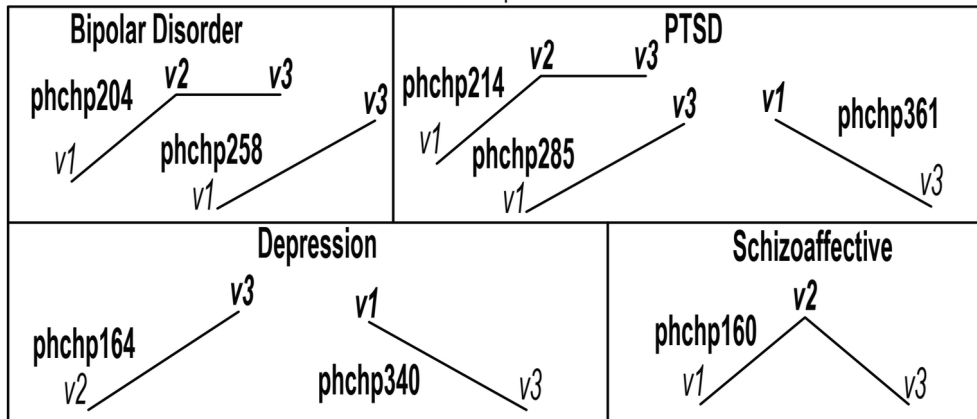 Bipolar Disorder
phchp204
v1
v2
v3
phchp258
v1
v3
PTSD
phchp214
v1
v2
v3
phchp285
v1
v3
v1
phchp361
v3
Depression
phchp164
v2
v3
v1
phchp340
v3
Schizoaffective
phchp160
v1
v2
v3